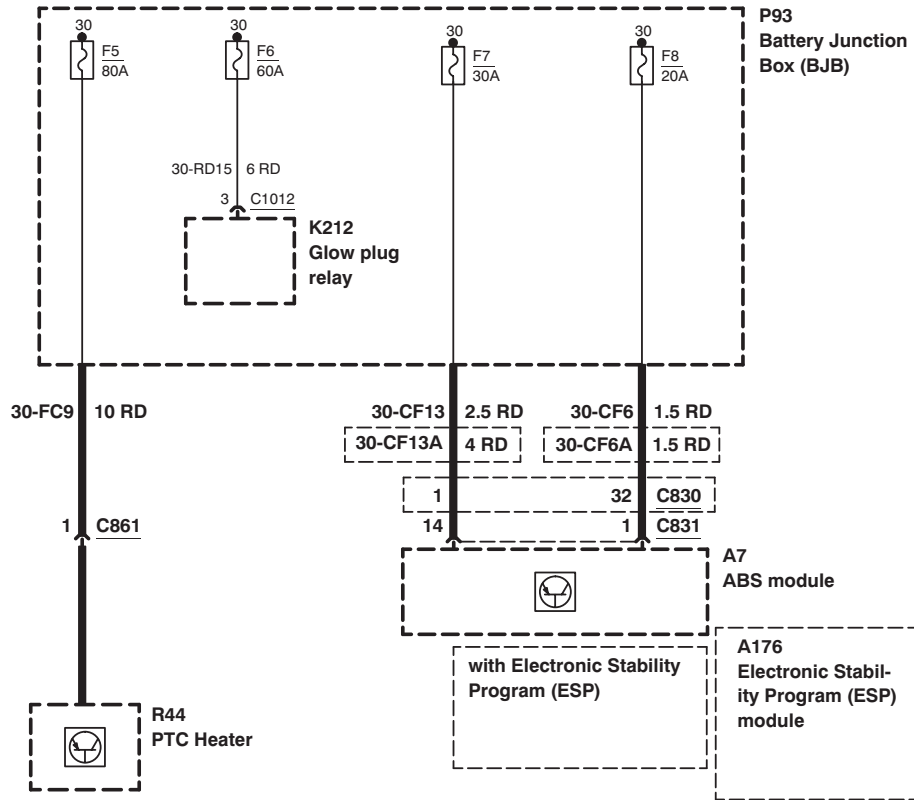 P93
Battery Junction
Box (BJB)
30
F5
80A
30
F6
60A
30
F7
30A
30
F8
20A
30-RD15 6 RD
3 C1012
K212
Glow plug
relay
30-FC9 10 RD
30-CF13 2.5 RD
30-CF6 1.5 RD
30-CF13A 4 RD
30-CF6A 1.5 RD
1 32 C830
1 C861
14 1 C831
A7
ABS module
with Electronic Stability
Program (ESP)
A176
Electronic Stabil-
ity Program (ESP)
module
R44
PTC Heater